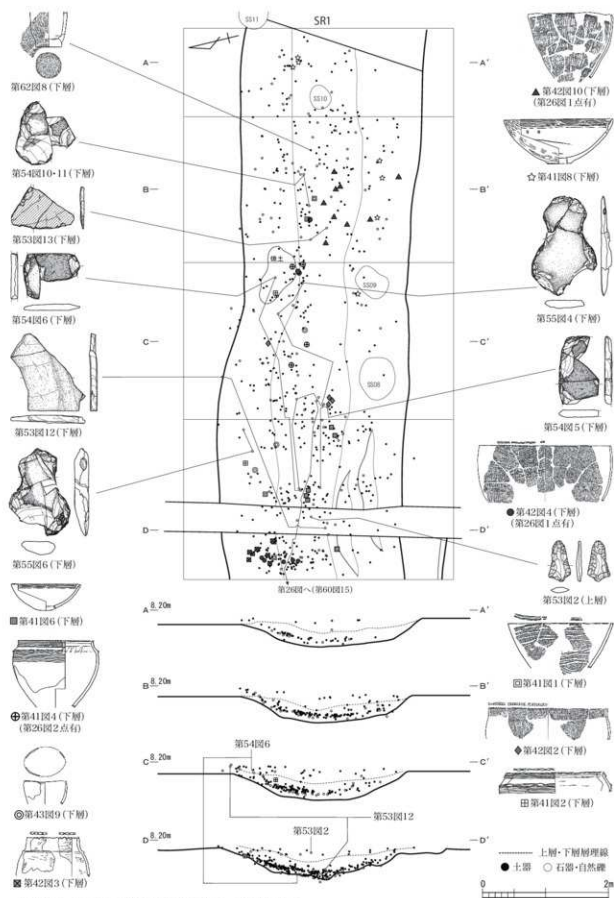 SS11
SR1
A
A'
SS10
B
B'
焼土
SS09
C
C'
SS08
D
D'
第26図へ(第60図15)
第62図8(下層)
第54図10・11(下層)
第53図13(下層)
第54図6(下層)
第53図12(下層)
第55図6(下層)
第41図6(下層)
第41図4(下層)
(第26図2点有)
第43図9(下層)
第42図3(下層)
▲第42図10(下層)
(第26図1点有)
☆第41図8(下層)
第55図4(下層)
第54図5(下層)
●第42図4(下層)
(第26図1点有)
第53図2(上層)
第41図1(下層)
◆第42図2(下層)
第41図2(下層)
A 8.20m
A'
B 8.20m
B'
第54図6
C 8.20m
C'
第53図12
第53図2
D 8.20m
D'
上層・下層層理線
●土器 ○石器・自然礫
0 2m